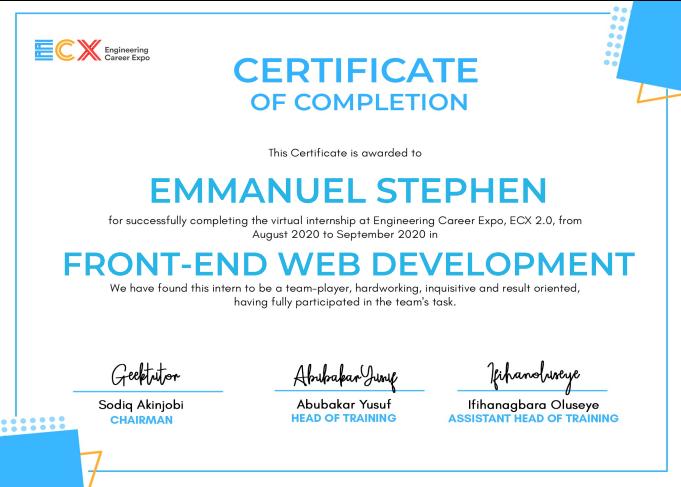 ECX Engineering
Career Expo
CERTIFICATE
OF COMPLETION
This Certificate is awarded to
EMMANUEL STEPHEN
for successfully completing the virtual internship at Engineering Career Expo, ECX 2.0, from
August 2020 to September 2020 in
FRONT-END WEB DEVELOPMENT
We have found this intern to be a team-player, hardworking, inquisitive and result oriented,
having fully participated in the team's task.
Geektutor
Abubakar Yusuf
Ifihanoluseye
Sodiq Akinjobi
Abubakar Yusuf
Ifihanagbara Oluseye
CHAIRMAN
HEAD OF TRAINING
ASSISTANT HEAD OF TRAINING